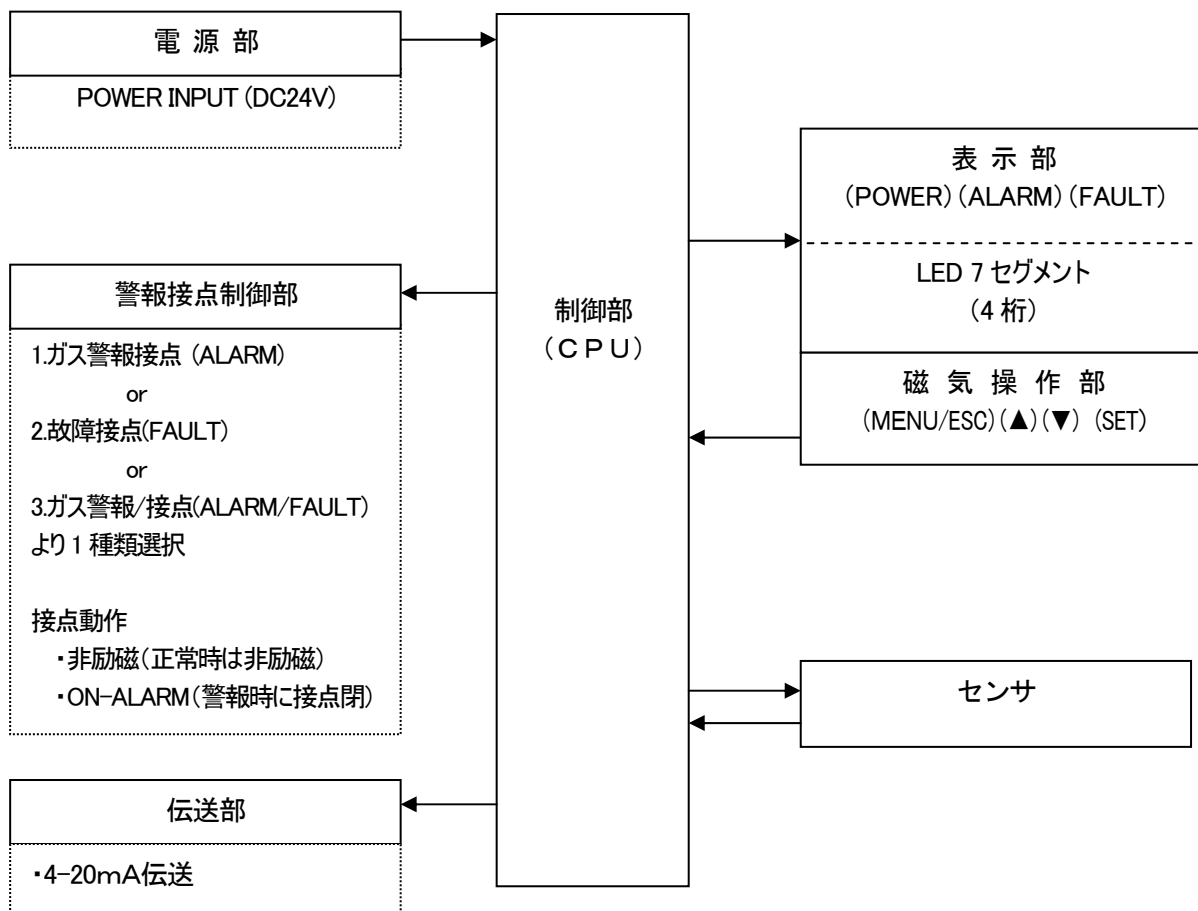 電 源 部
POWER INPUT (DC24V)
警報接点制御部
1.ガス警報接点 (ALARM)
or
2.故障接点(FAULT)
or
3.ガス警報/接点(ALARM/FAULT)
より 1 種類選択
接点動作
・非励磁(正常時は非励磁)
・ON-ALARM(警報時に接点閉)
伝送部
・4-20mA伝送
制御部
(CPU)
表 示 部
(POWER)(ALARM)(FAULT)
LED 7 セグメント
(4 桁)
磁 気 操 作 部
(MENU/ESC)(▲)(▼) (SET)
センサ